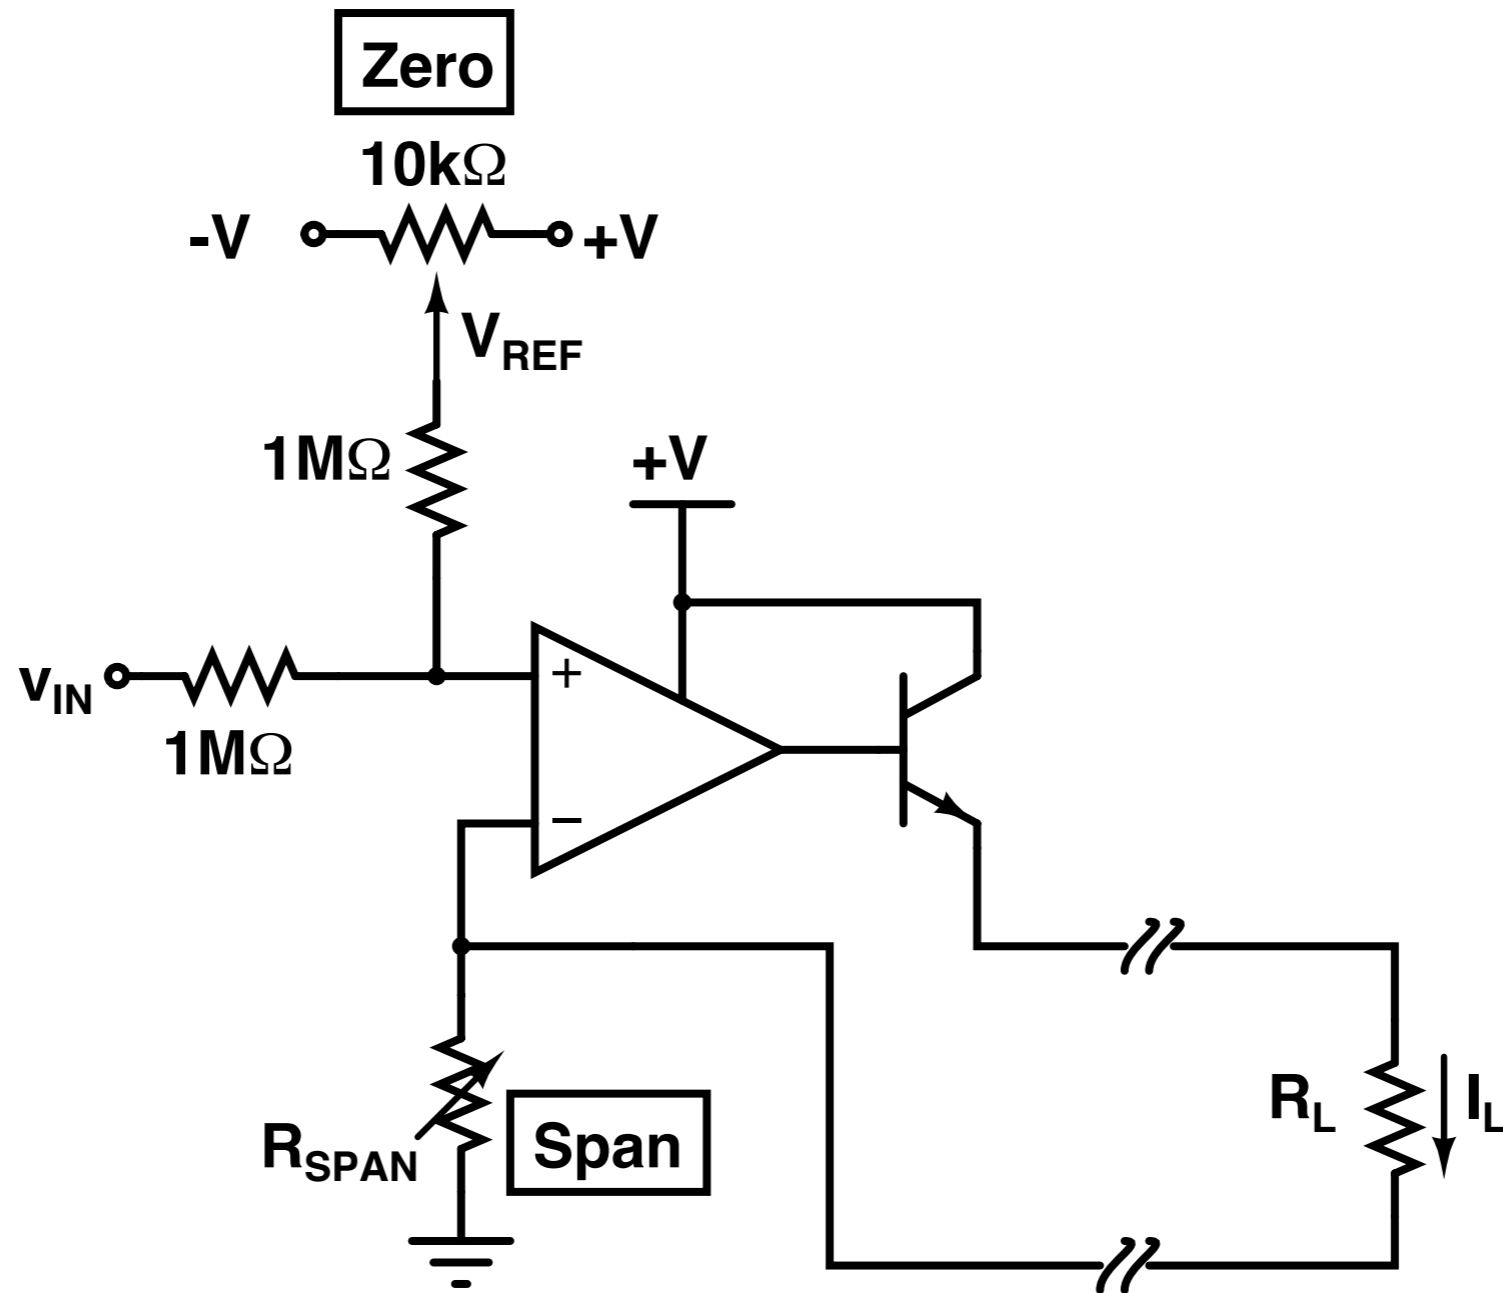 Zero
10kΩ
-V
+V
VREF
1MΩ
+V
vIN
1MΩ
+
−
RSPAN
Span
RL
IL